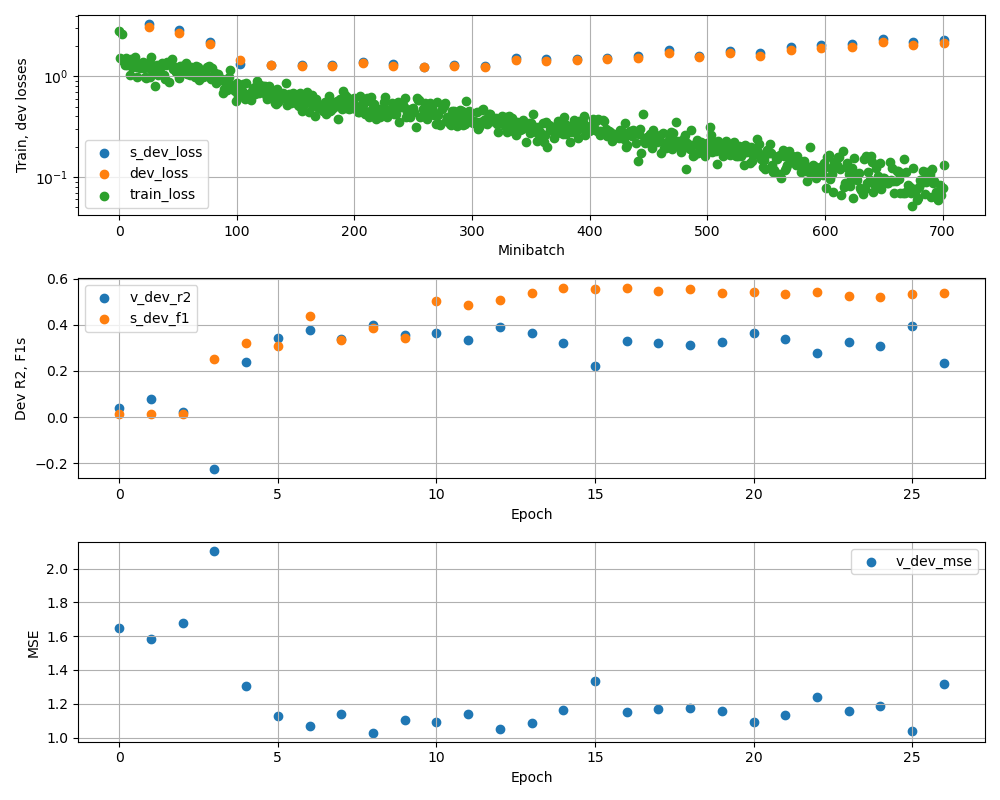 Train, dev losses
10⁰
10⁻¹
s_dev_loss
dev_loss
train_loss
0 100 200 300 400 500 600 700
Minibatch
Dev R2, F1s
0.6
0.4
0.2
0.0
−0.2
v_dev_r2
s_dev_f1
0 5 10 15 20 25
Epoch
MSE
2.0
1.8
1.6
1.4
1.2
1.0
v_dev_mse
0 5 10 15 20 25
Epoch